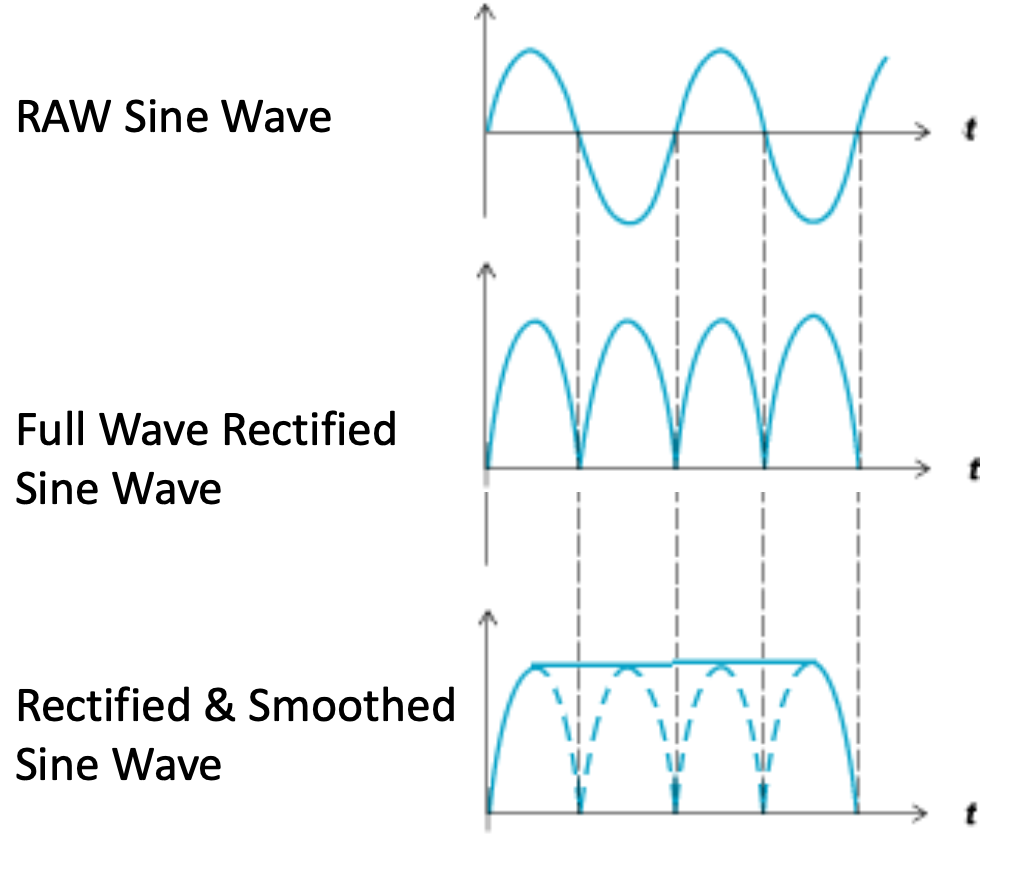 RAW Sine Wave
t
Full Wave Rectified
Sine Wave
t
Rectified & Smoothed
Sine Wave
t